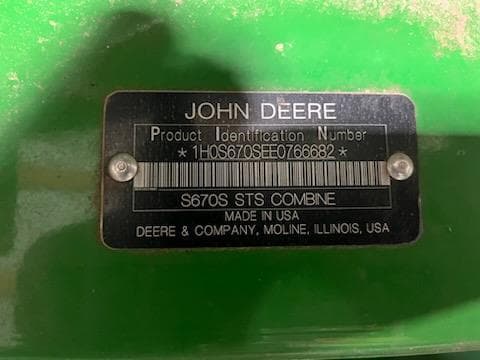 JOHN DEERE
Product Identification Number
*1H0S670SEE0766682*
S670S STS COMBINE
MADE IN USA
DEERE & COMPANY, MOLINE, ILLINOIS, USA